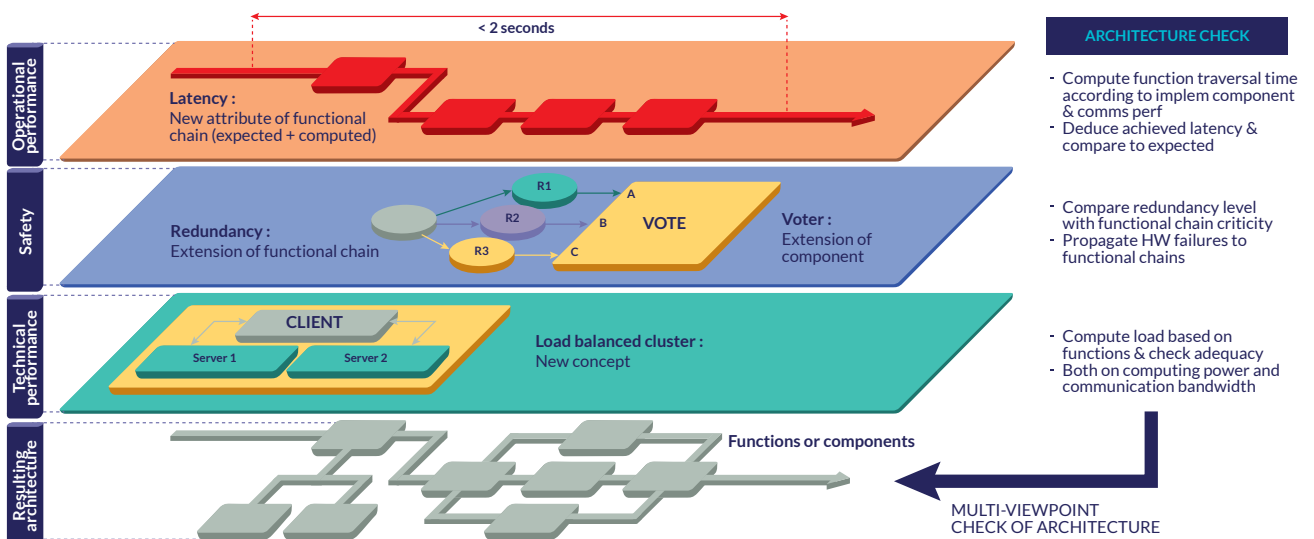 < 2 seconds
Operational
performance
Latency :
New attribute of functional
chain (expected + computed)
ARCHITECTURE CHECK
- Compute function traversal time
according to implem component
& comms perf
- Deduce achieved latency &
compare to expected
Safety
Redundancy :
Extension of functional chain
R1
R2
R3
A
B
C
VOTE
Voter :
Extension of
component
- Compare redundancy level
with functional chain criticity
- Propagate HW failures to
functional chains
Technical
performance
CLIENT
Server 1
Server 2
Load balanced cluster :
New concept
- Compute load based on
functions & check adequacy
- Both on computing power and
communication bandwidth
Resulting
architecture
Functions or components
MULTI-VIEWPOINT
CHECK OF ARCHITECTURE